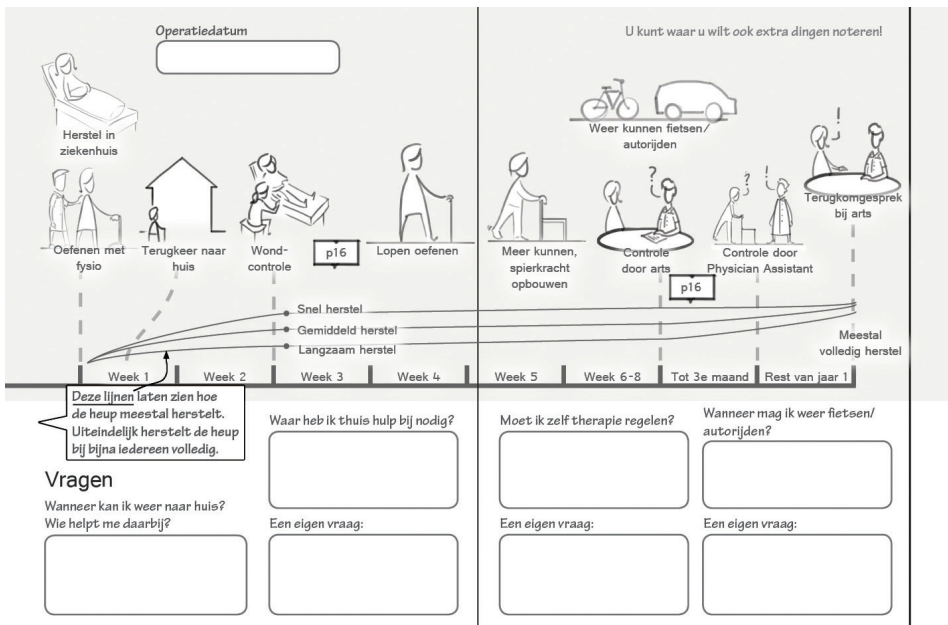 Operatiedatum
U kunt waar u wilt ook extra dingen noteren!
Herstel in
ziekenhuis
Weer kunnen fietsen/
autorijden
!
? ?
? !
Terugkomgesprek
bij arts
Oefenen met
fysio
Terugkeer naar
huis
Wond-
controle
p16
Lopen oefenen
Meer kunnen,
spierkracht
opbouwen
Controle
door arts
Controle door
Physician Assistant
p16
Snel herstel
Gemiddeld herstel
Langzaam herstel
Meestal
volledig herstel
Week 1
Week 2
Week 3
Week 4
Week 5
Week 6-8
Tot 3e maand
Rest van jaar 1
Deze lijnen laten zien hoe
de heup meestal herstelt.
Uiteindelijk herstelt de heup
bij bijna iedereen volledig.
Vragen
Wanneer kan ik weer naar huis?
Wie helpt me daarbij?
Waar heb ik thuis hulp bij nodig?
Een eigen vraag:
Moet ik zelf therapie regelen?
Een eigen vraag:
Wanneer mag ik weer fietsen/
autorijden?
Een eigen vraag: